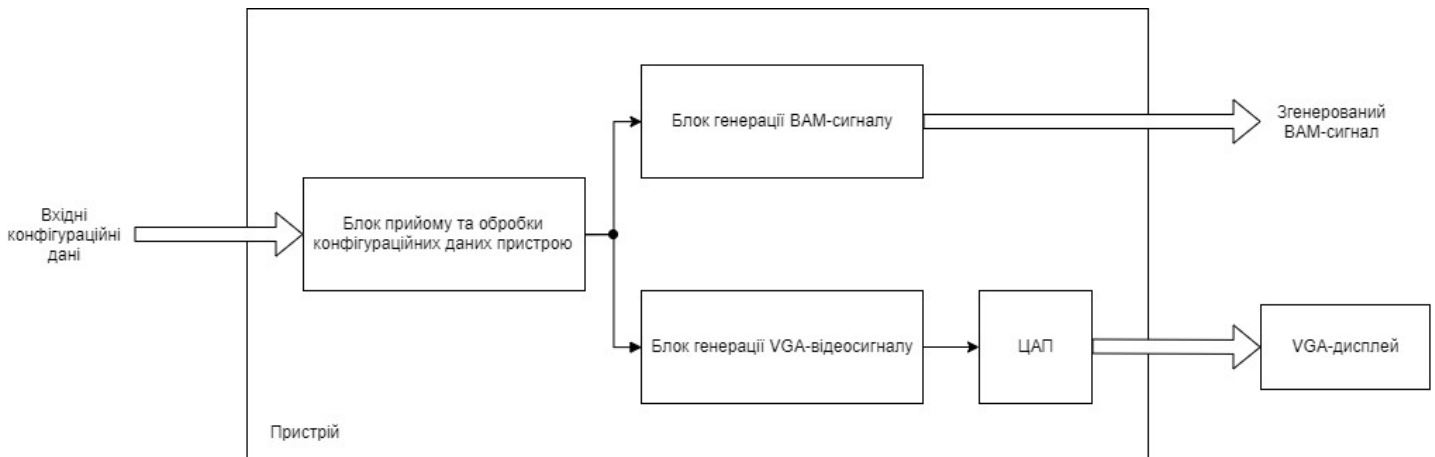 Блок генерації BAM-сигналу
Згенерований
BAM-сигнал
Вхідні
конфігураційні
дані
Блок прийому та обробки
конфігураційних даних пристрою
Блок генерації VGA-відеосигналу
ЦАП
VGA-дисплей
Пристрій